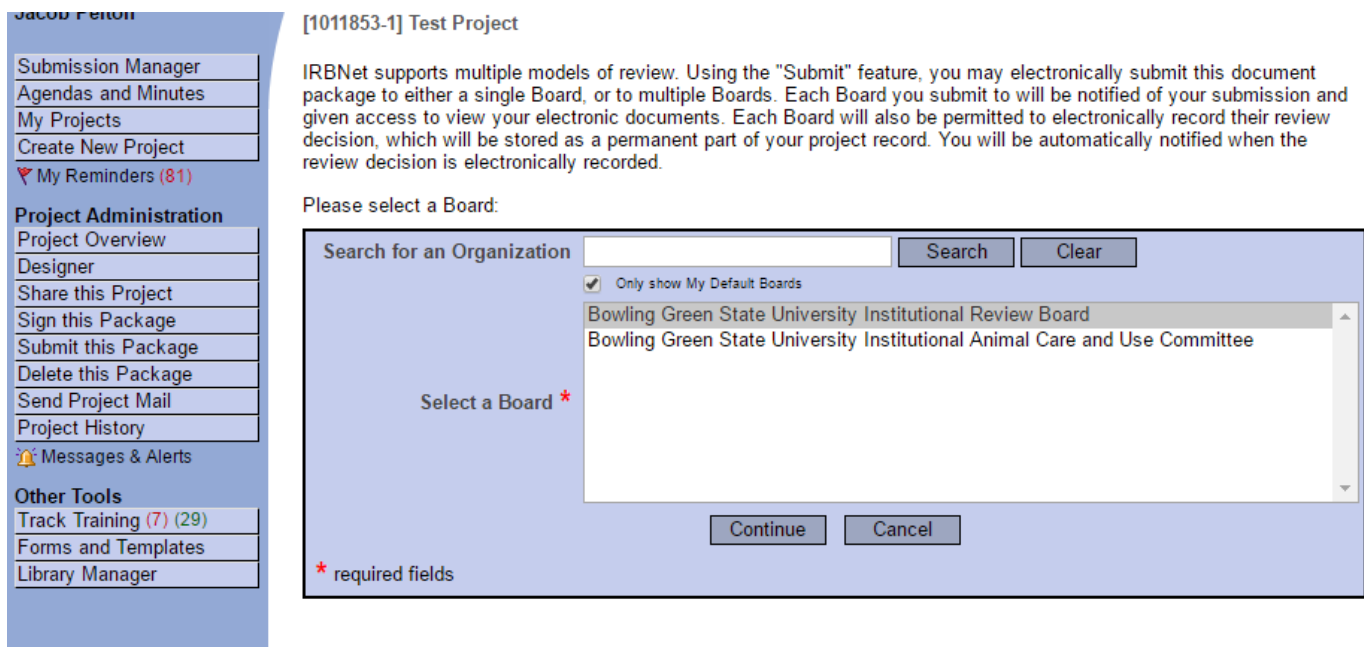 Jacob Pelton
Submission Manager
Agendas and Minutes
My Projects
Create New Project
My Reminders (81)
Project Administration
Project Overview
Designer
Share this Project
Sign this Package
Submit this Package
Delete this Package
Send Project Mail
Project History
Messages & Alerts
Other Tools
Track Training (7) (29)
Forms and Templates
Library Manager
[1011853-1] Test Project
IRBNet supports multiple models of review. Using the "Submit" feature, you may electronically submit this document
package to either a single Board, or to multiple Boards. Each Board you submit to will be notified of your submission and
given access to view your electronic documents. Each Board will also be permitted to electronically record their review
decision, which will be stored as a permanent part of your project record. You will be automatically notified when the
review decision is electronically recorded.
Please select a Board:
Search for an Organization Search Clear
Only show My Default Boards
Bowling Green State University Institutional Review Board
Bowling Green State University Institutional Animal Care and Use Committee
Select a Board *
Continue Cancel
* required fields